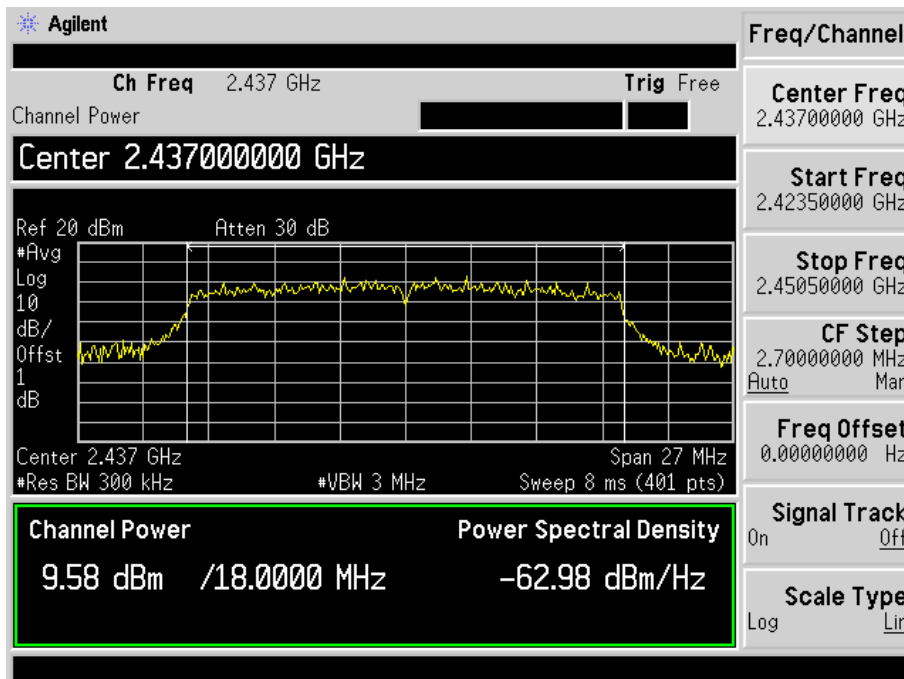 Agilent
Freq/Channel
Ch Freq 2.437 GHz Trig Free
Channel Power
Center 2.437000000 GHz
Ref 20 dBm Atten 30 dB
#Avg
Log
10
dB/
Offst
1
dB
Center 2.437 GHz Span 27 MHz
#Res BW 300 kHz #VBW 3 MHz Sweep 8 ms (401 pts)
Channel Power Power Spectral Density
9.58 dBm /18.0000 MHz -62.98 dBm/Hz
Center Freq
2.43700000 GHz
Start Freq
2.42350000 GHz
Stop Freq
2.45050000 GHz
CF Step
2.70000000 MHz
Auto Man
Freq Offset
0.00000000 Hz
Signal Track
On Off
Scale Type
Log Lin